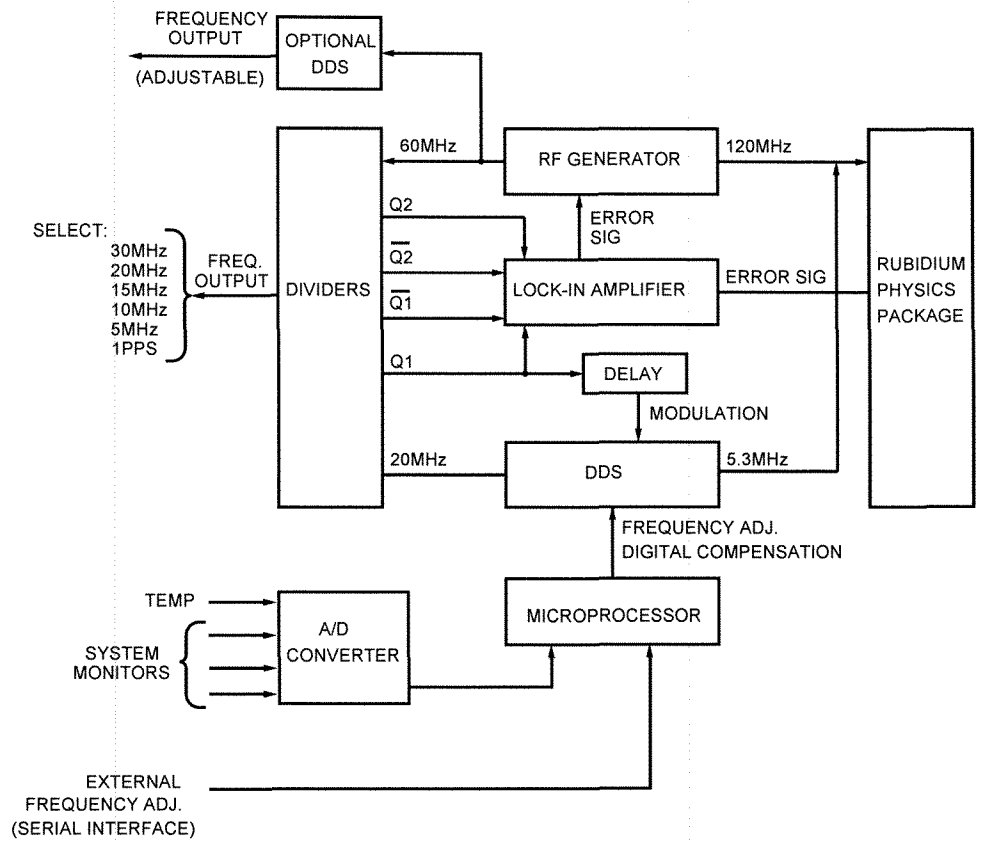 FREQUENCY
OUTPUT
(ADJUSTABLE)
OPTIONAL
DDS
60MHz
RF GENERATOR
120MHz
Q2
ERROR
SIG
SELECT:
30MHz
20MHz
15MHz
10MHz
5MHz
1PPS
FREQ.
OUTPUT
DIVIDERS
Q̅2̅
LOCK-IN AMPLIFIER
ERROR SIG
RUBIDIUM
PHYSICS
PACKAGE
Q̅1̅
Q1
DELAY
MODULATION
20MHz
DDS
5.3MHz
FREQUENCY ADJ.
DIGITAL COMPENSATION
TEMP
SYSTEM
MONITORS
A/D
CONVERTER
MICROPROCESSOR
EXTERNAL
FREQUENCY ADJ.
(SERIAL INTERFACE)